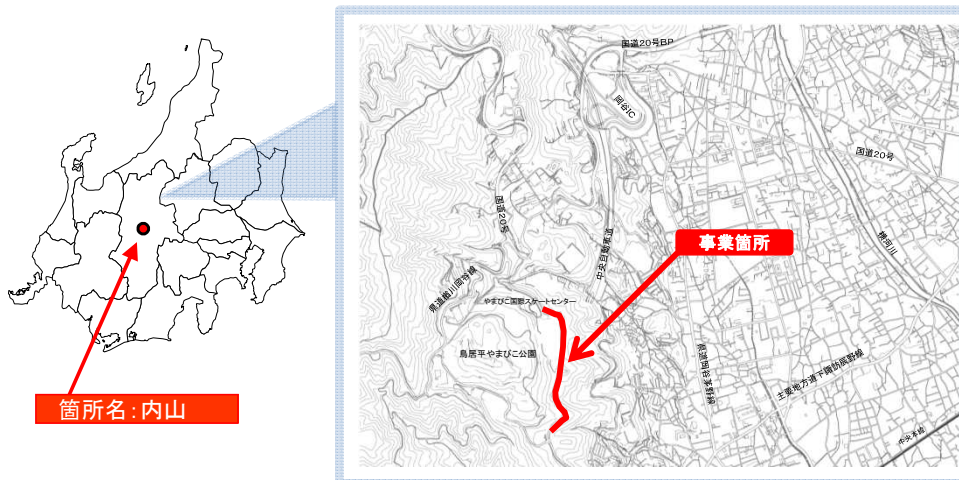 国道20号BP
岡谷IC
国道20号
国道20号
横河川
中央自動車道
事業箇所
県道楢川岡谷線
やまびこ国際スケートセンター
鳥居平やまびこ公園
県道岡谷茅野線
主要地方道下諏訪辰野線
箇所名：内山
中央本線